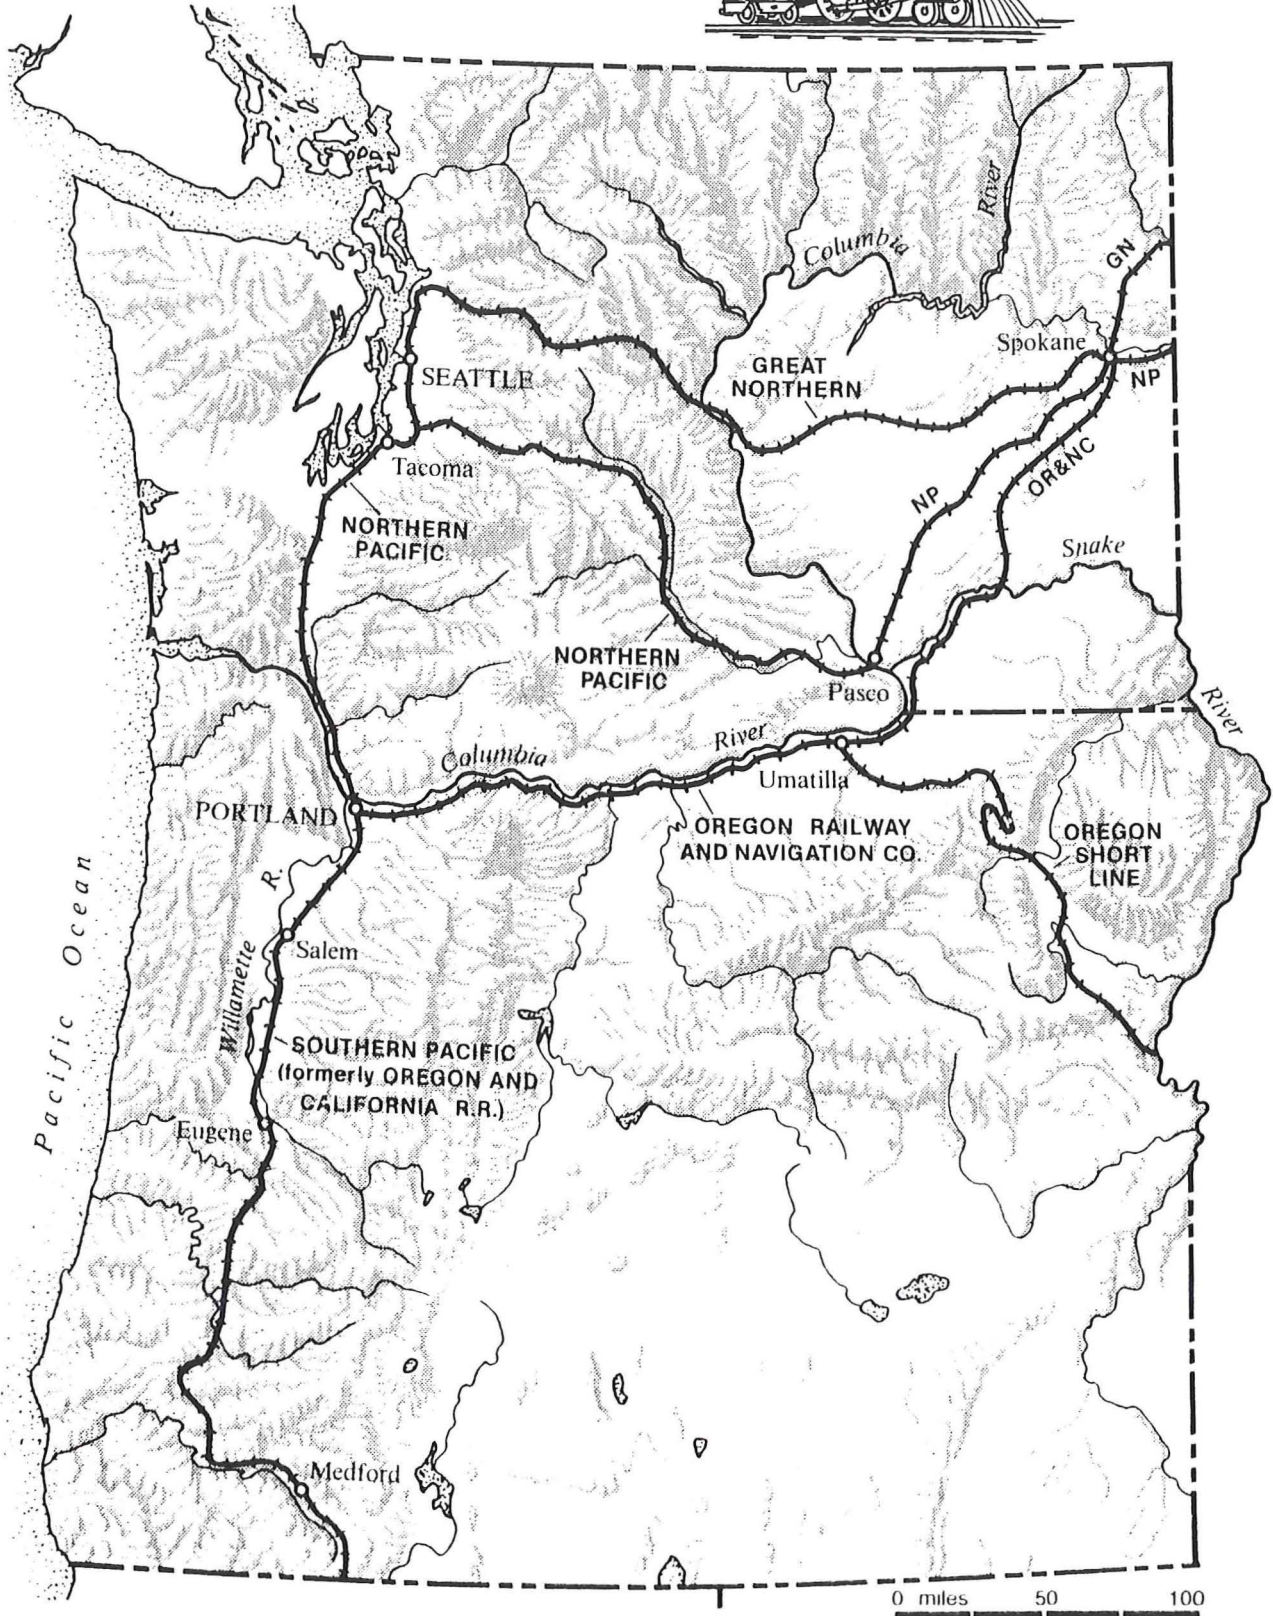 River
Columbia
GN
Spokane
GREAT
NORTHERN
NP
SEATTLE
Tacoma
OR&NC
NP
NORTHERN
PACIFIC
Snake
NORTHERN
PACIFIC
Pasco
River
River
Columbia
Umatilla
PORTLAND
OREGON RAILWAY
AND NAVIGATION CO.
OREGON
SHORT
LINE
R.
Salem
Willamette
Pacific Ocean
SOUTHERN PACIFIC
(formerly OREGON AND
CALIFORNIA R.R.)
Eugene
Medford
0 miles 50 100